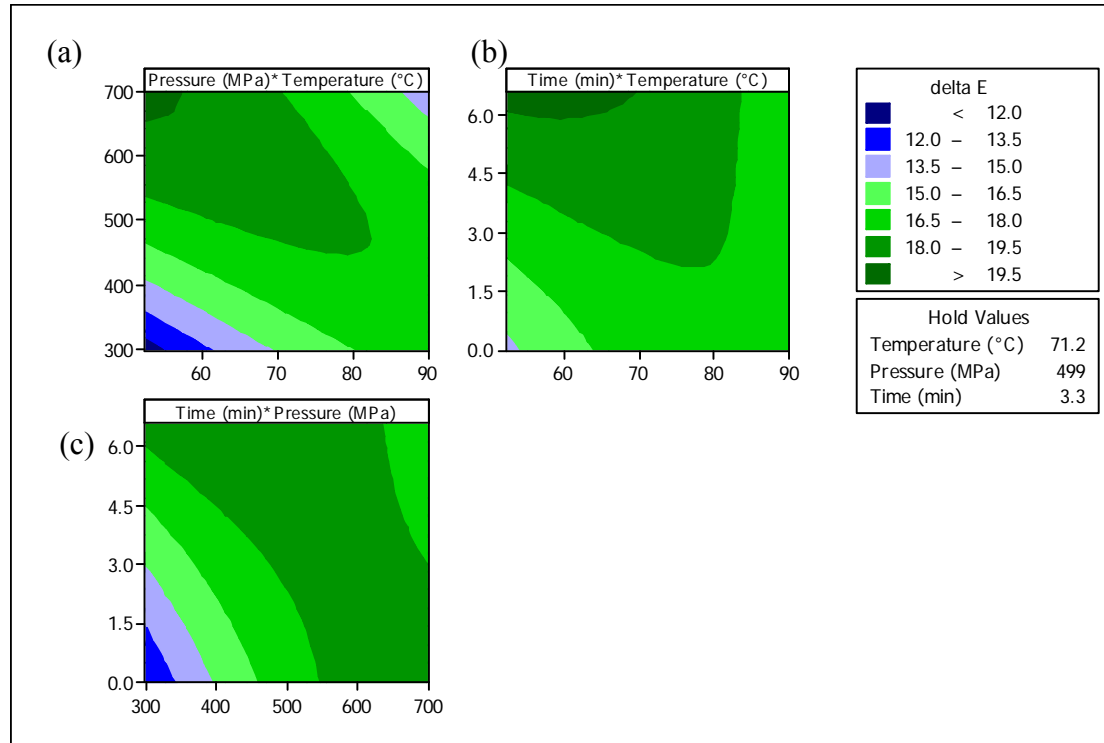 (a)
Pressure (MPa)* Temperature (°C)
700
600
500
400
300
60 70 80 90
(b)
Time (min)* Temperature (°C)
6.0
4.5
3.0
1.5
0.0
60 70 80 90
delta E
< 12.0
12.0 – 13.5
13.5 – 15.0
15.0 – 16.5
16.5 – 18.0
18.0 – 19.5
> 19.5
Hold Values
Temperature (°C) 71.2
Pressure (MPa) 499
Time (min) 3.3
(c)
Time (min)* Pressure (MPa)
6.0
4.5
3.0
1.5
0.0
300 400 500 600 700